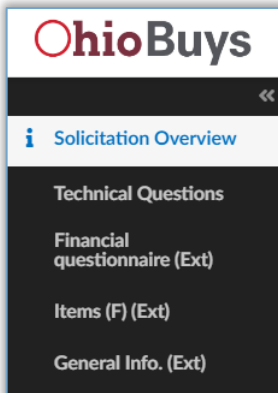 OhioBuys
«
i Solicitation Overview
Technical Questions
Financial
questionnaire (Ext)
Items (F) (Ext)
General Info. (Ext)